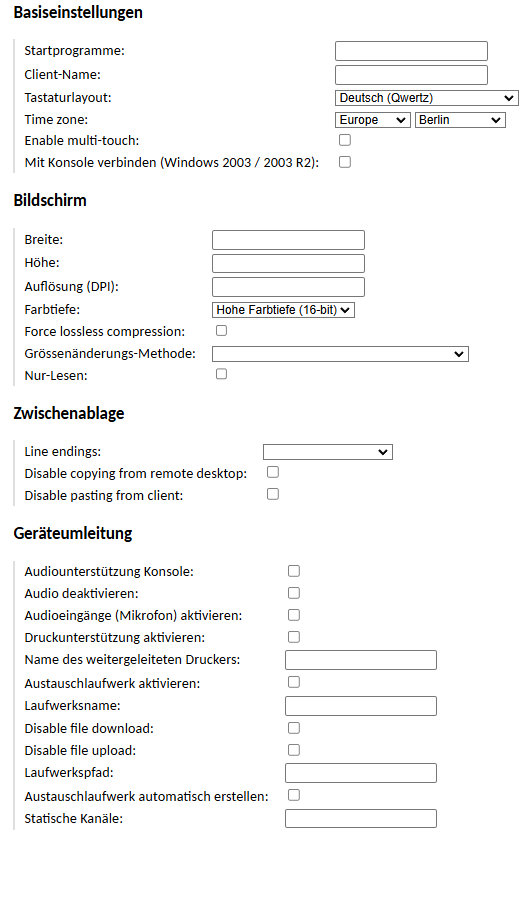 Basiseinstellungen
Startprogramme:
Client-Name:
Tastaturlayout: Deutsch (Qwertz)
Time zone: Europe Berlin
Enable multi-touch:
Mit Konsole verbinden (Windows 2003 / 2003 R2):
Bildschirm
Breite:
Höhe:
Auflösung (DPI):
Farbtiefe: Hohe Farbtiefe (16-bit)
Force lossless compression:
Grössenänderungs-Methode:
Nur-Lesen:
Zwischenablage
Line endings:
Disable copying from remote desktop:
Disable pasting from client:
Geräteumleitung
Audiounterstützung Konsole:
Audio deaktivieren:
Audioeingänge (Mikrofon) aktivieren:
Druckunterstützung aktivieren:
Name des weitergeleiteten Druckers:
Austauschlaufwerk aktivieren:
Laufwerksname:
Disable file download:
Disable file upload:
Laufwerkspfad:
Austauschlaufwerk automatisch erstellen:
Statische Kanäle: